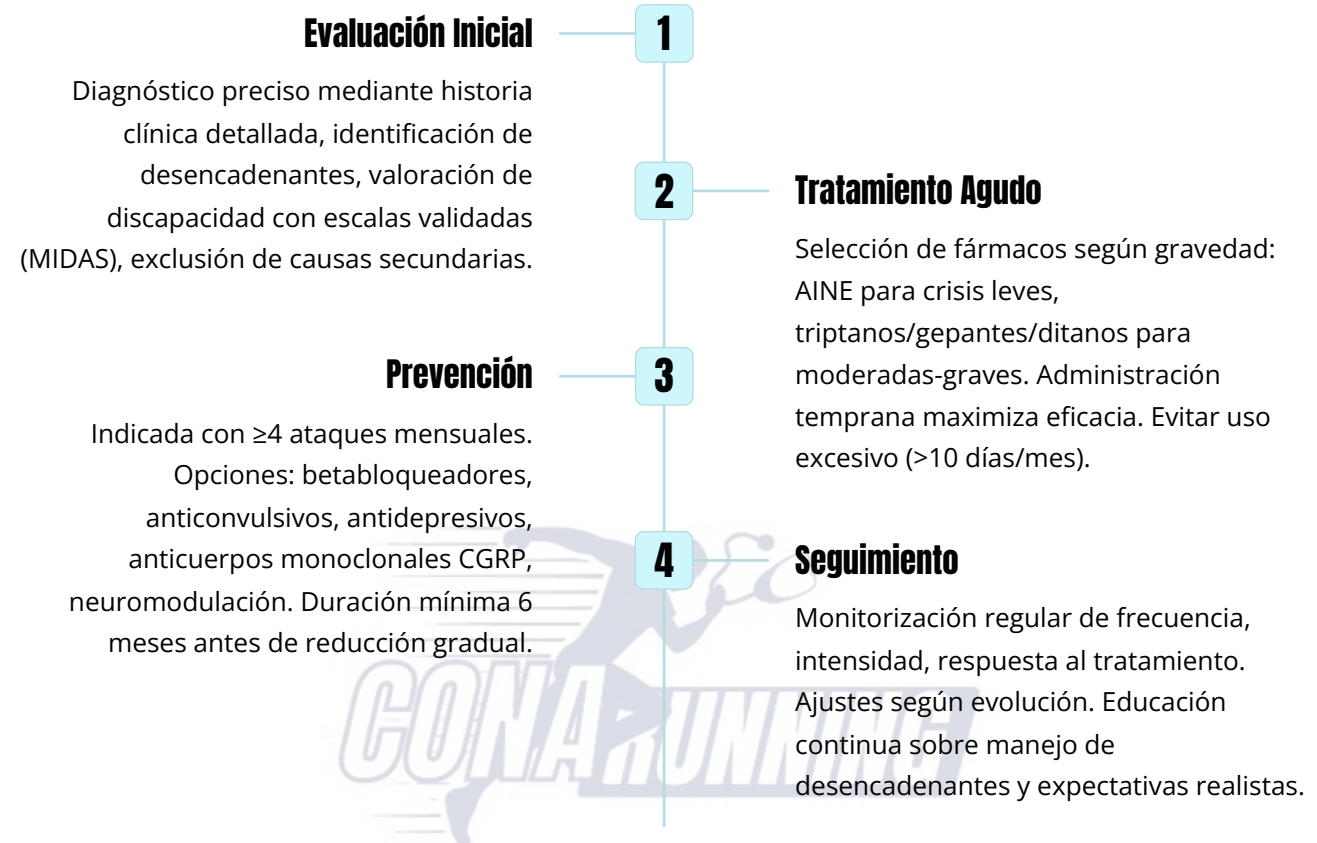 Evaluación Inicial
1
Diagnóstico preciso mediante historia
clínica detallada, identificación de
desencadenantes, valoración de
discapacidad con escalas validadas
(MIDAS), exclusión de causas secundarias.
2
Tratamiento Agudo
Selección de fármacos según gravedad:
AINE para crisis leves,
triptanos/gepantes/ditanos para
moderadas-graves. Administración
temprana maximiza eficacia. Evitar uso
excesivo (>10 días/mes).
Prevención
3
Indicada con ≥4 ataques mensuales.
Opciones: betabloqueadores,
anticonvulsivos, antidepresivos,
anticuerpos monoclonales CGRP,
neuromodulación. Duración mínima 6
meses antes de reducción gradual.
4
Seguimiento
Monitorización regular de frecuencia,
intensidad, respuesta al tratamiento.
Ajustes según evolución. Educación
continua sobre manejo de
desencadenantes y expectativas realistas.
CONARUNNING